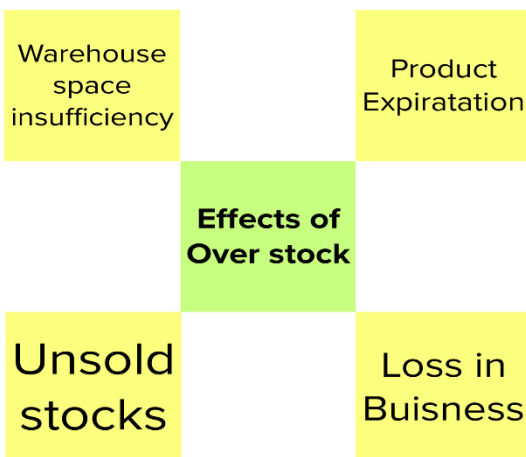 Warehouse
space
insufficiency
Product
Expiratation
Effects of
Over stock
Unsold
stocks
Loss in
Buisness